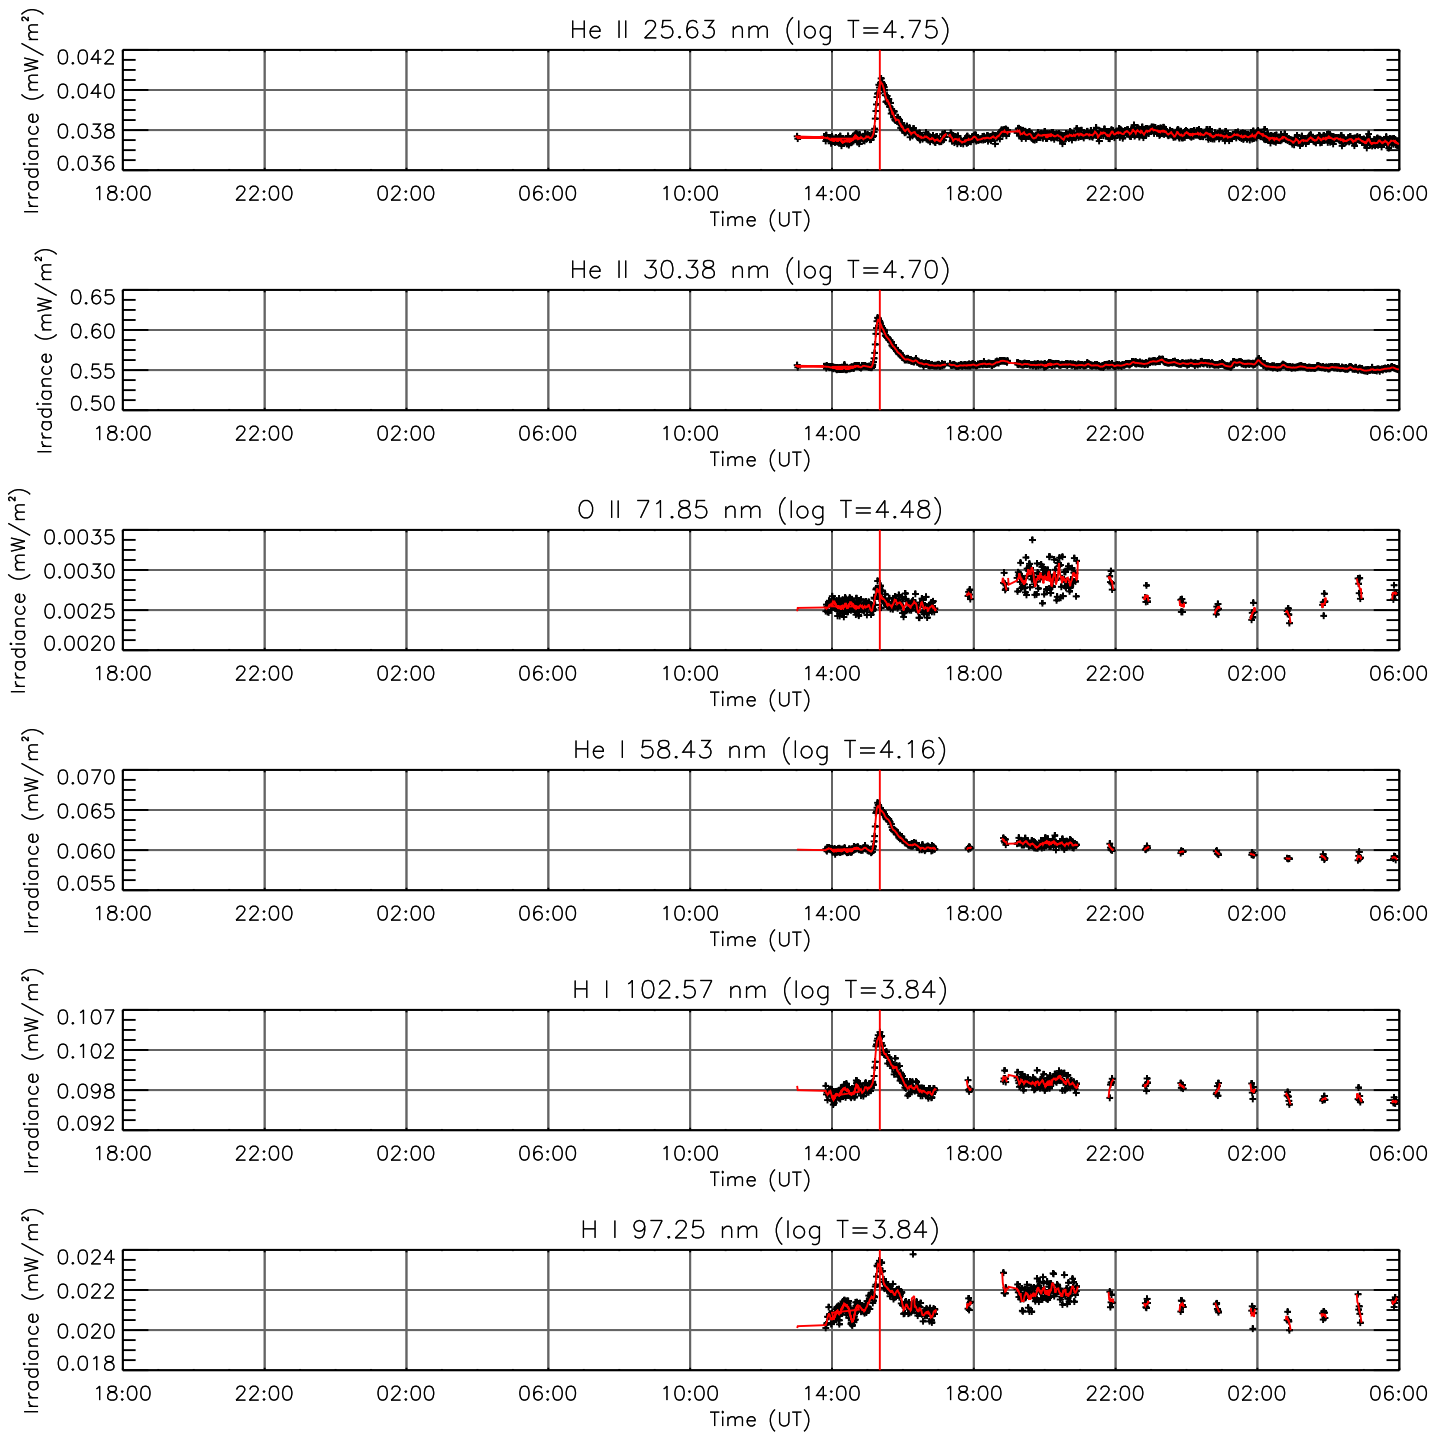 He II 25.63 nm (log T=4.75)
Irradiance (mW/m²)
0.042
0.040
0.038
0.036
18:00 22:00 02:00 06:00 10:00 14:00 18:00 22:00 02:00 06:00
Time (UT)
He II 30.38 nm (log T=4.70)
Irradiance (mW/m²)
0.65
0.60
0.55
0.50
18:00 22:00 02:00 06:00 10:00 14:00 18:00 22:00 02:00 06:00
Time (UT)
O II 71.85 nm (log T=4.48)
Irradiance (mW/m²)
0.0035
0.0030
0.0025
0.0020
18:00 22:00 02:00 06:00 10:00 14:00 18:00 22:00 02:00 06:00
Time (UT)
He I 58.43 nm (log T=4.16)
Irradiance (mW/m²)
0.070
0.065
0.060
0.055
18:00 22:00 02:00 06:00 10:00 14:00 18:00 22:00 02:00 06:00
Time (UT)
H I 102.57 nm (log T=3.84)
Irradiance (mW/m²)
0.107
0.102
0.098
0.092
18:00 22:00 02:00 06:00 10:00 14:00 18:00 22:00 02:00 06:00
Time (UT)
H I 97.25 nm (log T=3.84)
Irradiance (mW/m²)
0.024
0.022
0.020
0.018
18:00 22:00 02:00 06:00 10:00 14:00 18:00 22:00 02:00 06:00
Time (UT)